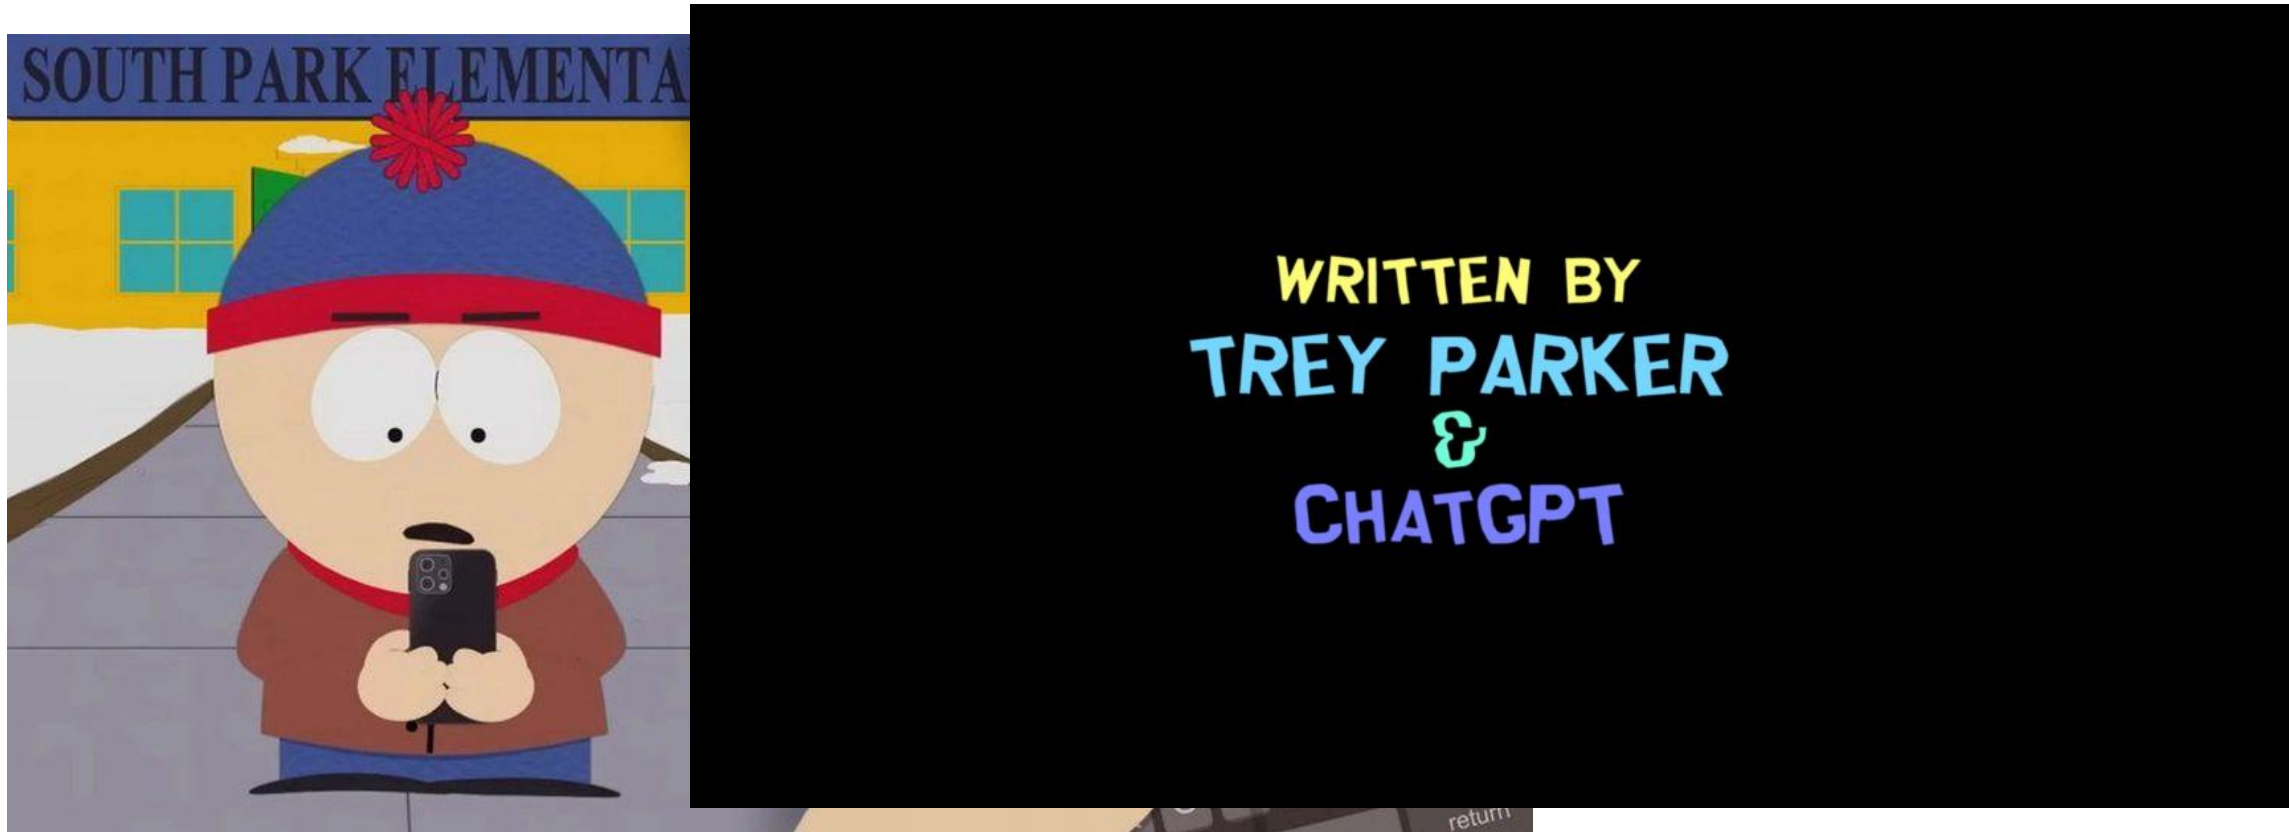 SOUTH PARK ELEMENTA
WRITTEN BY
TREY PARKER
&
CHATGPT
return